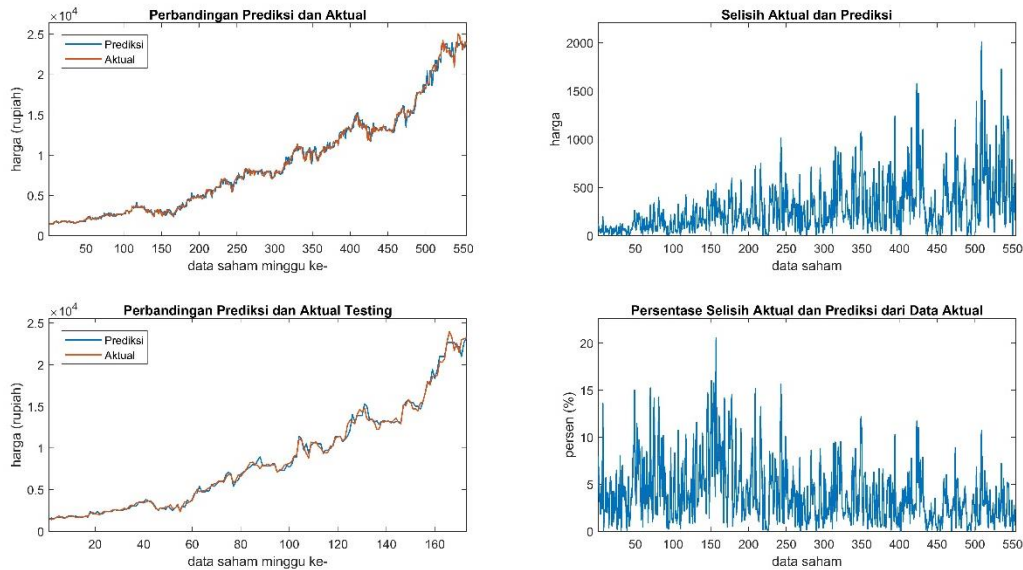 Perbandingan Prediksi dan Aktual
×10⁴
2.5
2
1.5
1
0.5
0
harga (rupiah)
Prediksi
Aktual
50 100 150 200 250 300 350 400 450 500 550
data saham minggu ke-
Selisih Aktual dan Prediksi
2000
1500
1000
500
0
harga
50 100 150 200 250 300 350 400 450 500 550
data saham
Perbandingan Prediksi dan Aktual Testing
×10⁴
2.5
2
1.5
1
0.5
0
harga (rupiah)
Prediksi
Aktual
20 40 60 80 100 120 140 160
data saham minggu ke-
Persentase Selisih Aktual dan Prediksi dari Data Aktual
20
15
10
5
0
persen (%)
50 100 150 200 250 300 350 400 450 500 550
data saham